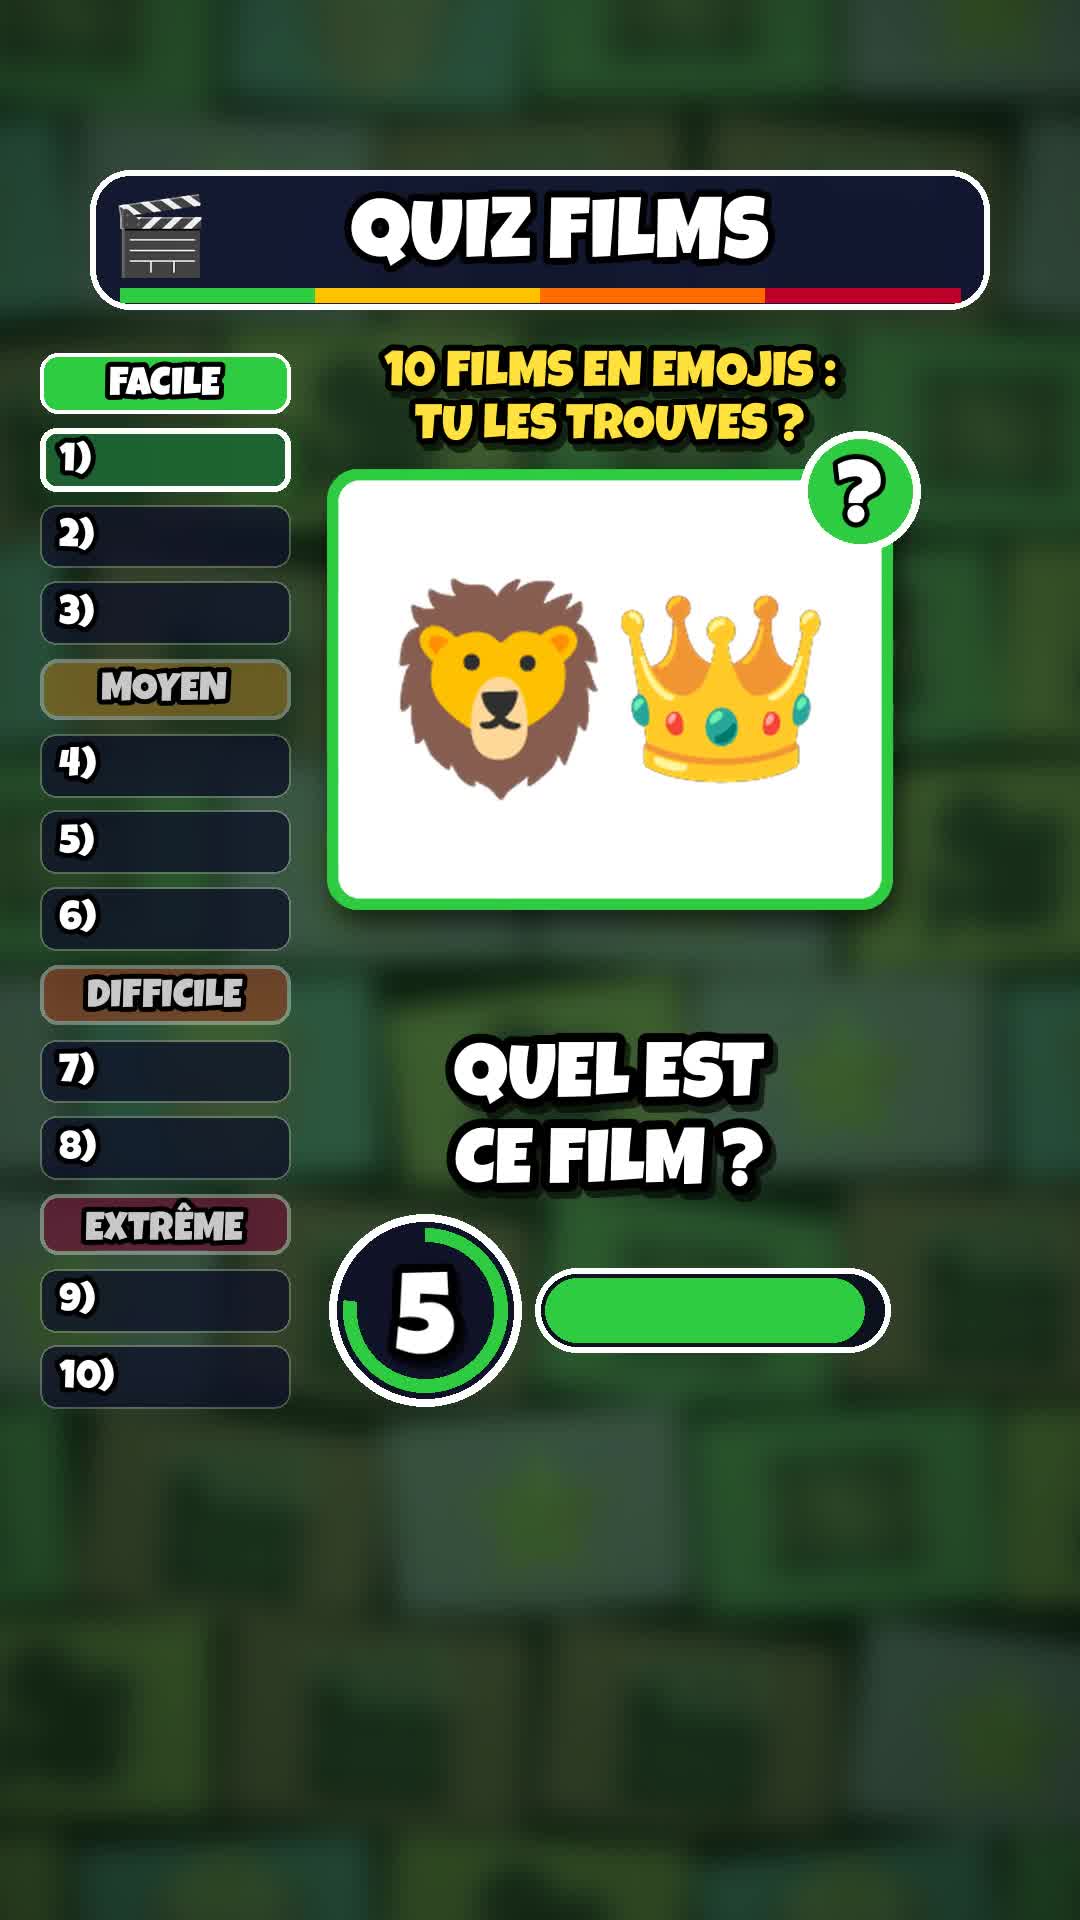 QUIZ FILMS
10 FILMS EN EMOJIS :
TU LES TROUVES ?
FACILE
1)
2)
3)
MOYEN
4)
5)
6)
DIFFICILE
7)
8)
EXTRÊME
9)
10)
?
QUEL EST
CE FILM ?
5